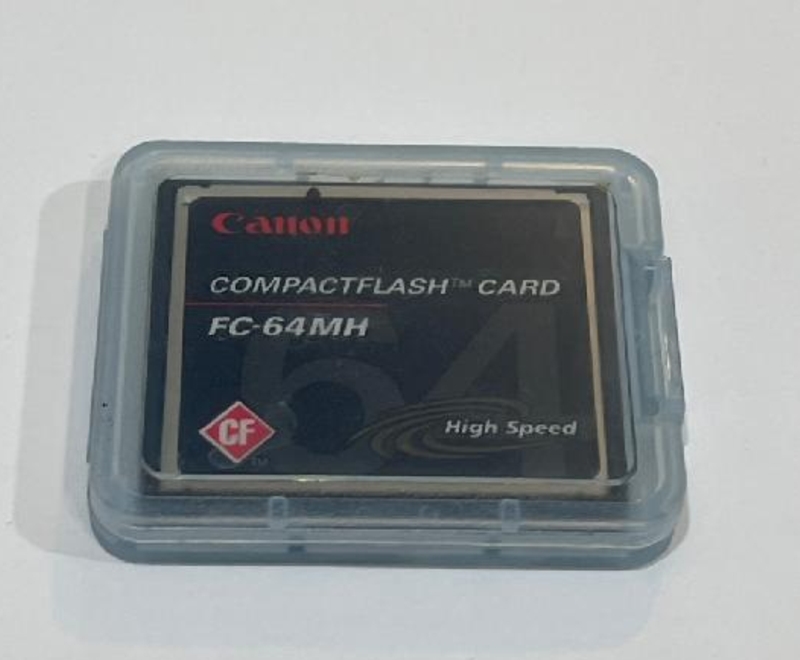 Canon
COMPACTFLASH™ CARD
FC-64MH
64
CF
High Speed